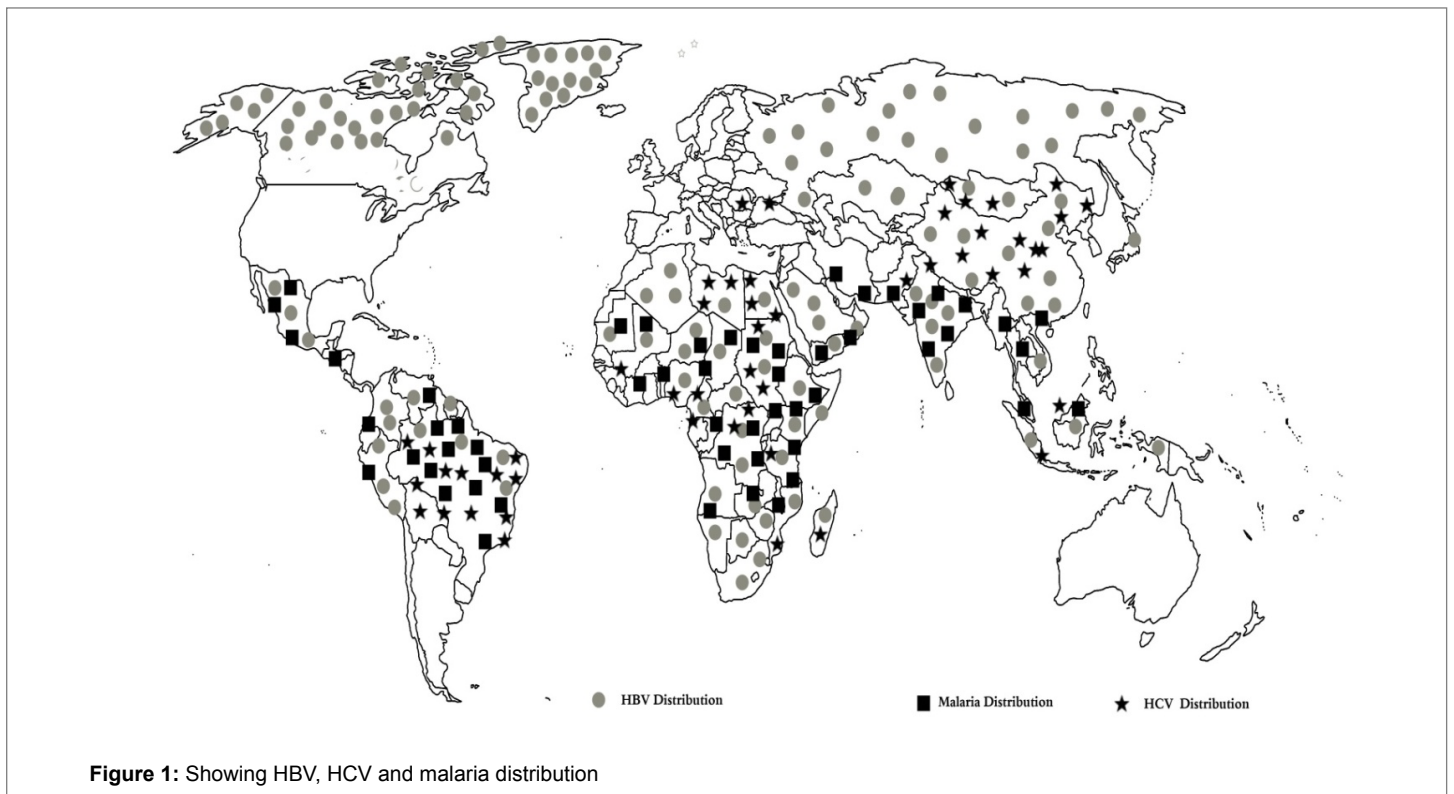 HBV Distribution
Malaria Distribution
HCV Distribution
Figure 1: Showing HBV, HCV and malaria distribution